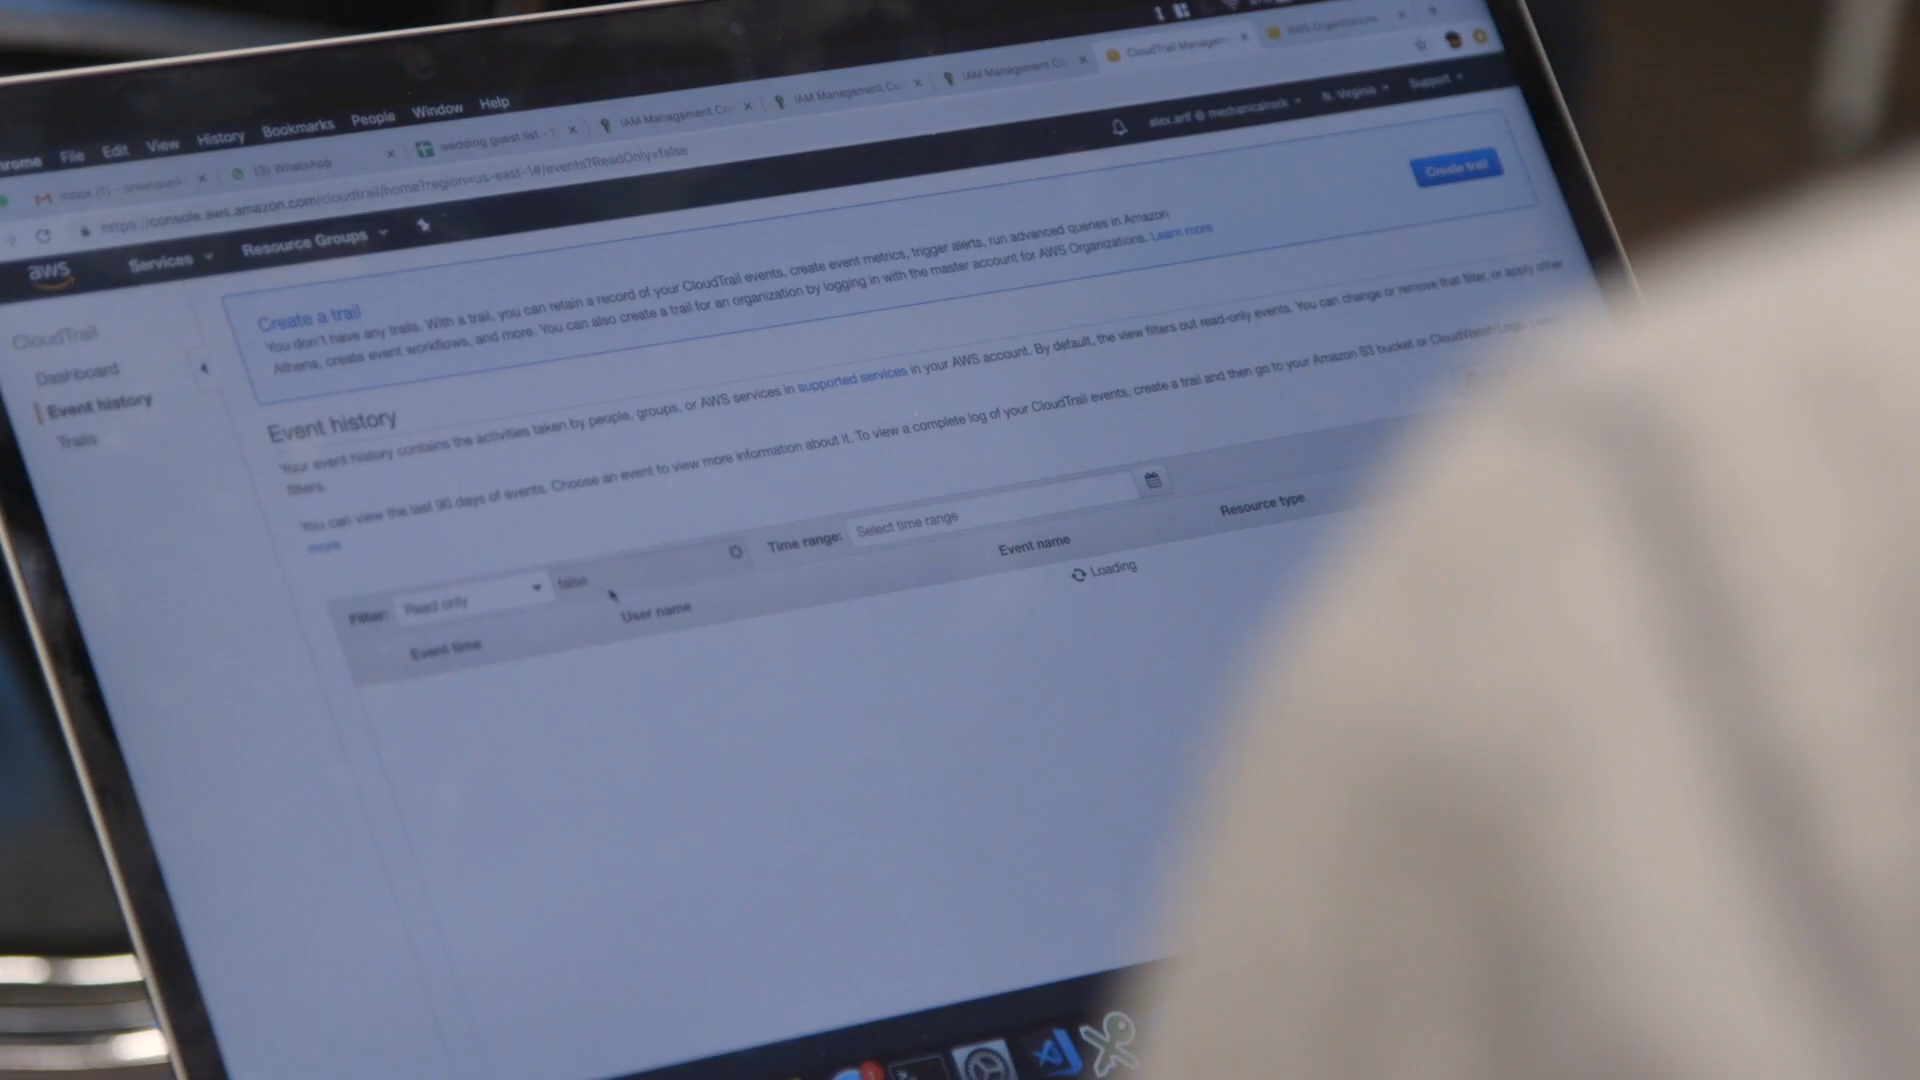 File Edit View History Bookmarks People Window Help
Inbox (1) -
(3) WhatsApp
wedding guest list -
IAM Management Co
IAM Management Co
IAM Management Co
CloudTrail Managem
AWS Organizations
https://console.aws.amazon.com/cloudtrail/home?region=us-east-1#/events?ReadOnly=false
aws Services Resource Groups alex.arif @ mechanicalrock N. Virginia Support
CloudTrail
Dashboard
Event history
Trails
Create a trail
Create trail
You don't have any trails. With a trail, you can retain a record of your CloudTrail events, create event metrics, trigger alerts, run advanced queries in Amazon
Athena, create event workflows, and more. You can also create a trail for an organization by logging in with the master account for AWS Organizations. Learn more
Event history
Your event history contains the activities taken by people, groups, or AWS services in supported services in your AWS account. By default, the view filters out read-only events. You can change or remove that filter, or apply other
filters.
You can view the last 90 days of events. Choose an event to view more information about it. To view a complete log of your CloudTrail events, create a trail and then go to your Amazon S3 bucket or CloudWatch Logs. Learn
more
Filter: Read only false Time range: Select time range
Event time User name Event name Resource type
Loading